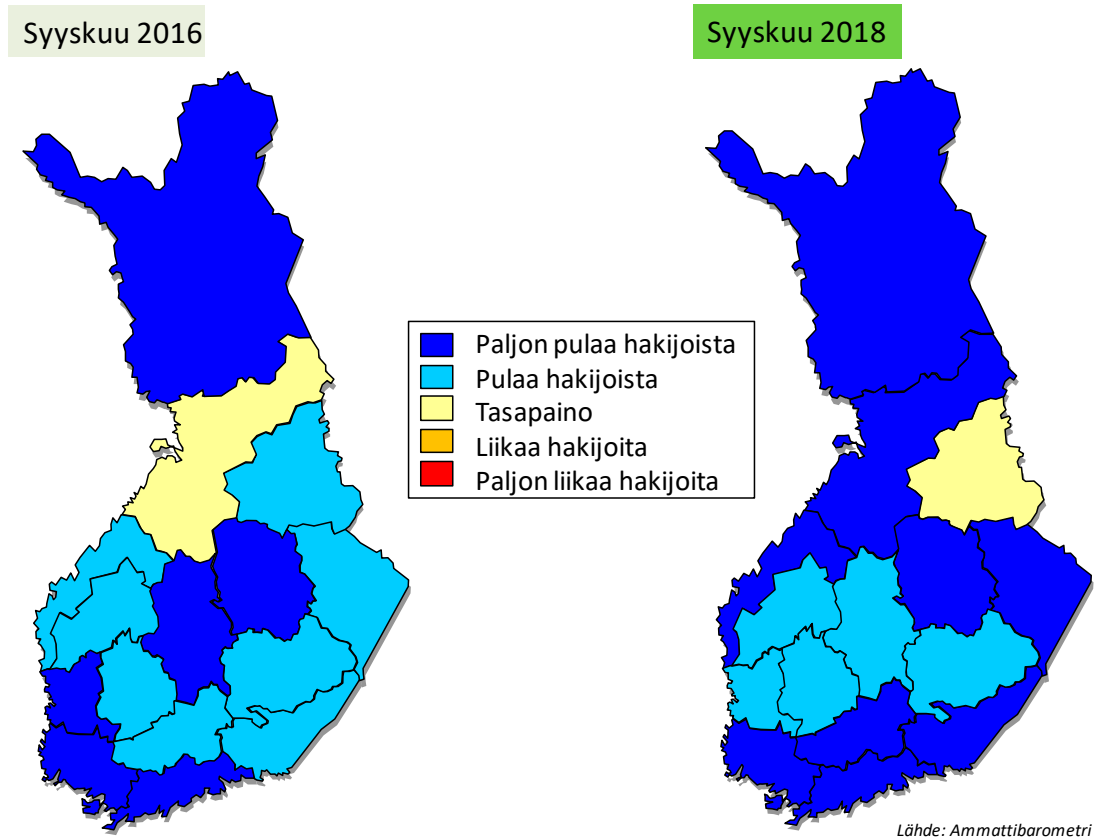 Syyskuu 2016
Syyskuu 2018
Paljon pulaa hakijoista
Pulaa hakijoista
Tasapaino
Liikaa hakijoita
Paljon liikaa hakijoita
Lähde: Ammattibarometri